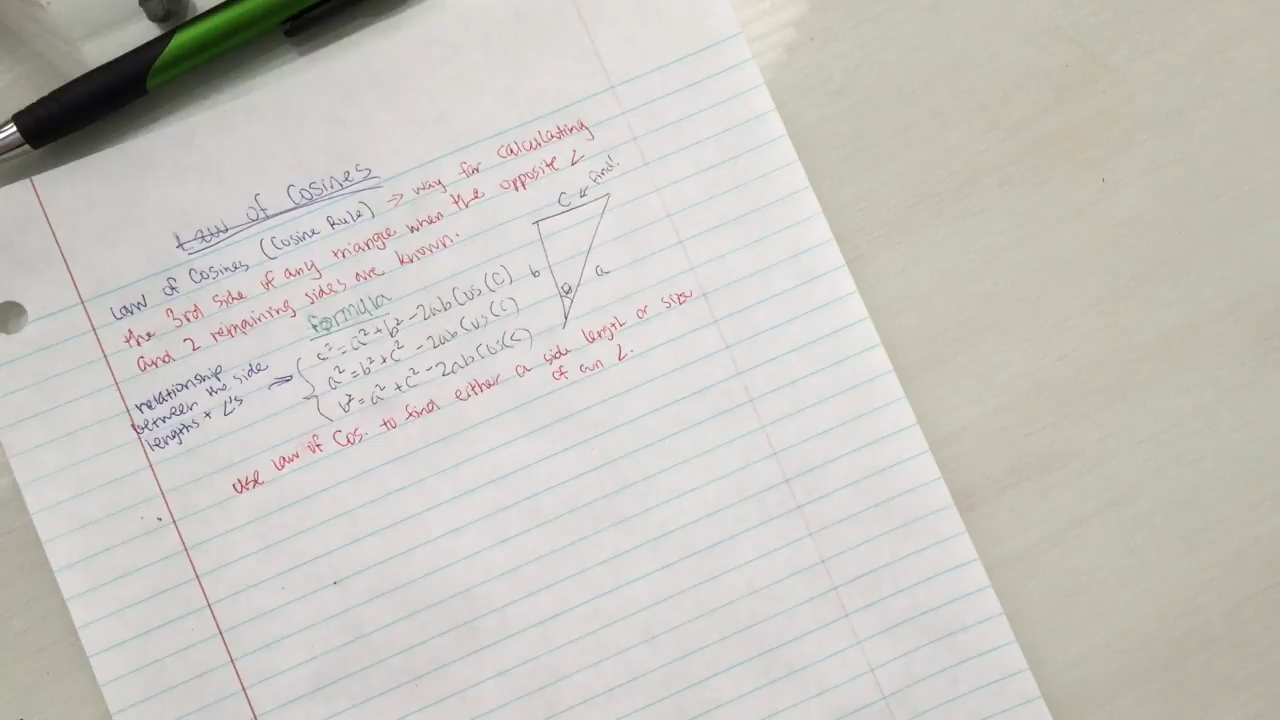 Law of Cosines
Law of Cosines (Cosine Rule) → way for calculating
the 3rd side of any triangle when the opposite ∠
and 2 remaining sides are known.
C ← find!
b
a
θ
Formula
c² = a² + b² - 2ab Cos (C)
a² = b² + c² - 2ab Cos (C)
b² = a² + c² - 2ab Cos (C)
relationship
between the side
lengths + ∠'s
use Law of Cos. to find either a side length or size
of an ∠.